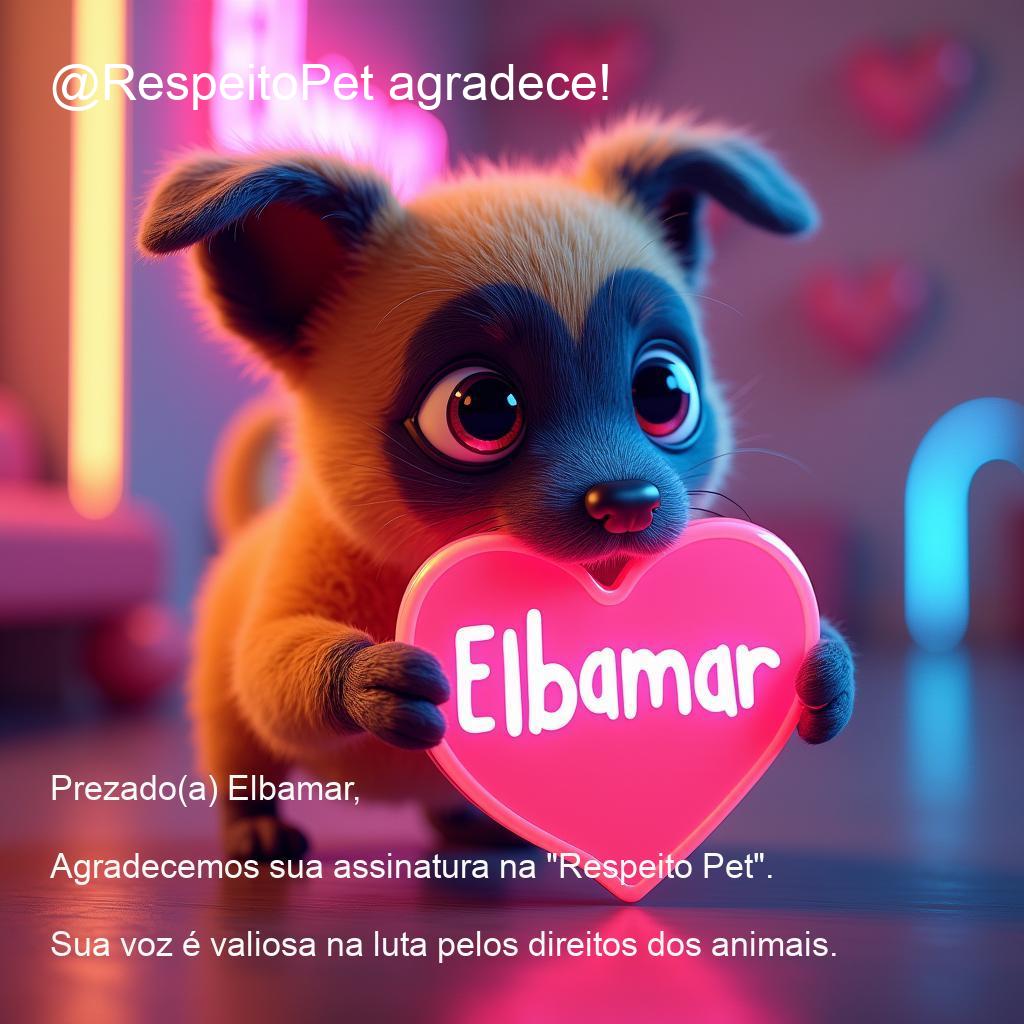 @RespeitoPet agradece!
Elbamar
Prezado(a) Elbamar,
Agradecemos sua assinatura na "Respeito Pet".
Sua voz é valiosa na luta pelos direitos dos animais.